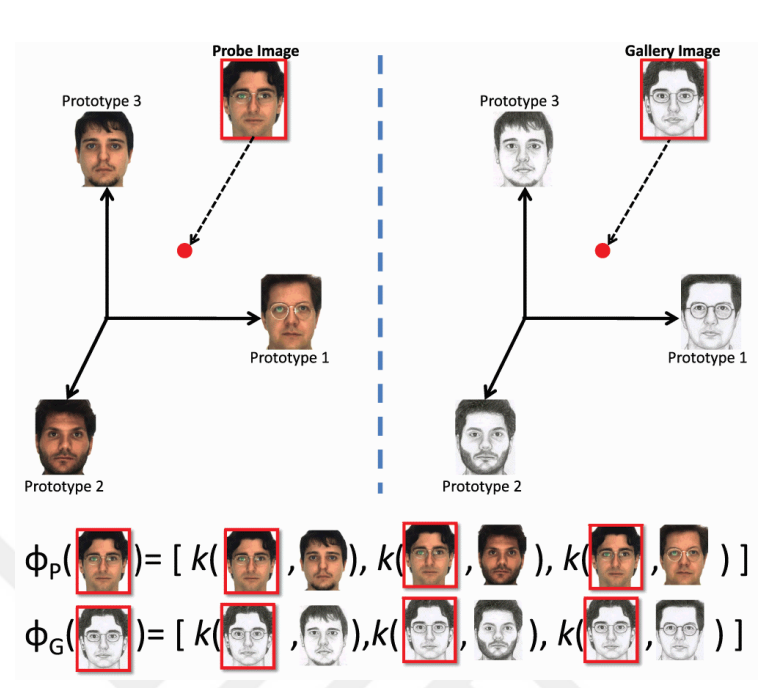 Probe Image
Gallery Image
Prototype 3
Prototype 3
Prototype 1
Prototype 1
Prototype 2
Prototype 2
ϕP( )= [ k( , ), k( , ), k( , ) ]
ϕG( )= [ k( , ),k( , ), k( , ) ]